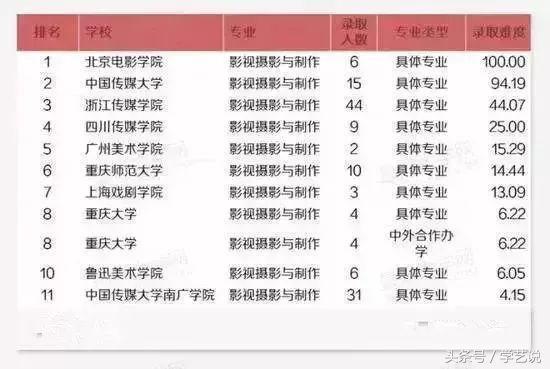 排名 学校 专业 录取人数 专业类型 录取难度
1 北京电影学院 影视摄影与制作 6 具体专业 100.00
2 中国传媒大学 影视摄影与制作 15 具体专业 94.19
3 浙江传媒学院 影视摄影与制作 44 具体专业 44.07
4 四川传媒学院 影视摄影与制作 9 具体专业 25.00
5 广州美术学院 影视摄影与制作 2 具体专业 15.29
6 重庆师范大学 影视摄影与制作 10 具体专业 14.44
7 上海戏剧学院 影视摄影与制作 3 具体专业 13.09
8 重庆大学 影视摄影与制作 4 具体专业 6.22
8 重庆大学 影视摄影与制作 4 中外合作办学 6.22
10 鲁迅美术学院 影视摄影与制作 6 具体专业 6.05
11 中国传媒大学南广学院 影视摄影与制作 31 具体专业 4.15
头条号/学艺说